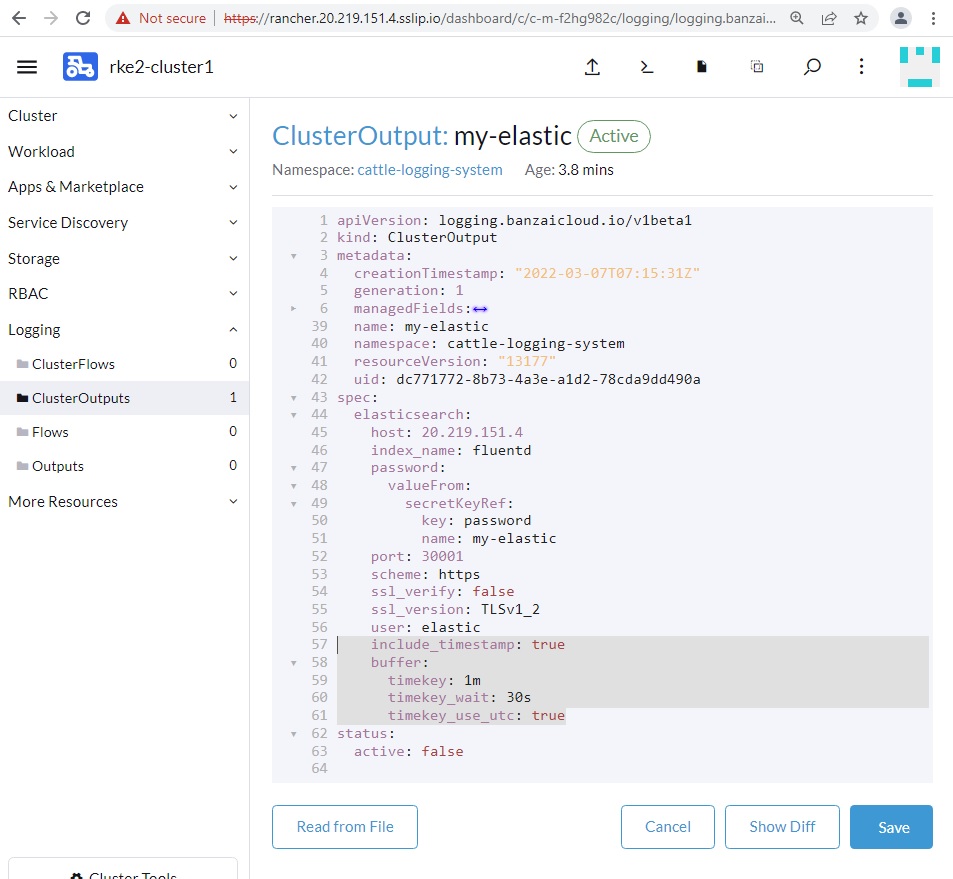 Not secure | https://rancher.20.219.151.4.sslip.io/dashboard/c/c-m-f2hg982c/logging/logging.banzai...
rke2-cluster1
Cluster
Workload
Apps & Marketplace
Service Discovery
Storage
RBAC
Logging
ClusterFlows 0
ClusterOutputs 1
Flows 0
Outputs 0
More Resources
Cluster Tools
ClusterOutput: my-elastic Active
Namespace: cattle-logging-system Age: 3.8 mins
1 apiVersion: logging.banzaicloud.io/v1beta1
2 kind: ClusterOutput
3 metadata:
4   creationTimestamp: "2022-03-07T07:15:31Z"
5   generation: 1
6   managedFields:↔
39   name: my-elastic
40   namespace: cattle-logging-system
41   resourceVersion: "13177"
42   uid: dc771772-8b73-4a3e-a1d2-78cda9dd490a
43 spec:
44   elasticsearch:
45     host: 20.219.151.4
46     index_name: fluentd
47     password:
48       valueFrom:
49         secretKeyRef:
50           key: password
51           name: my-elastic
52     port: 30001
53     scheme: https
54     ssl_verify: false
55     ssl_version: TLSv1_2
56     user: elastic
57     include_timestamp: true
58     buffer:
59       timekey: 1m
60       timekey_wait: 30s
61       timekey_use_utc: true
62 status:
63   active: false
64
Read from File
Cancel
Show Diff
Save